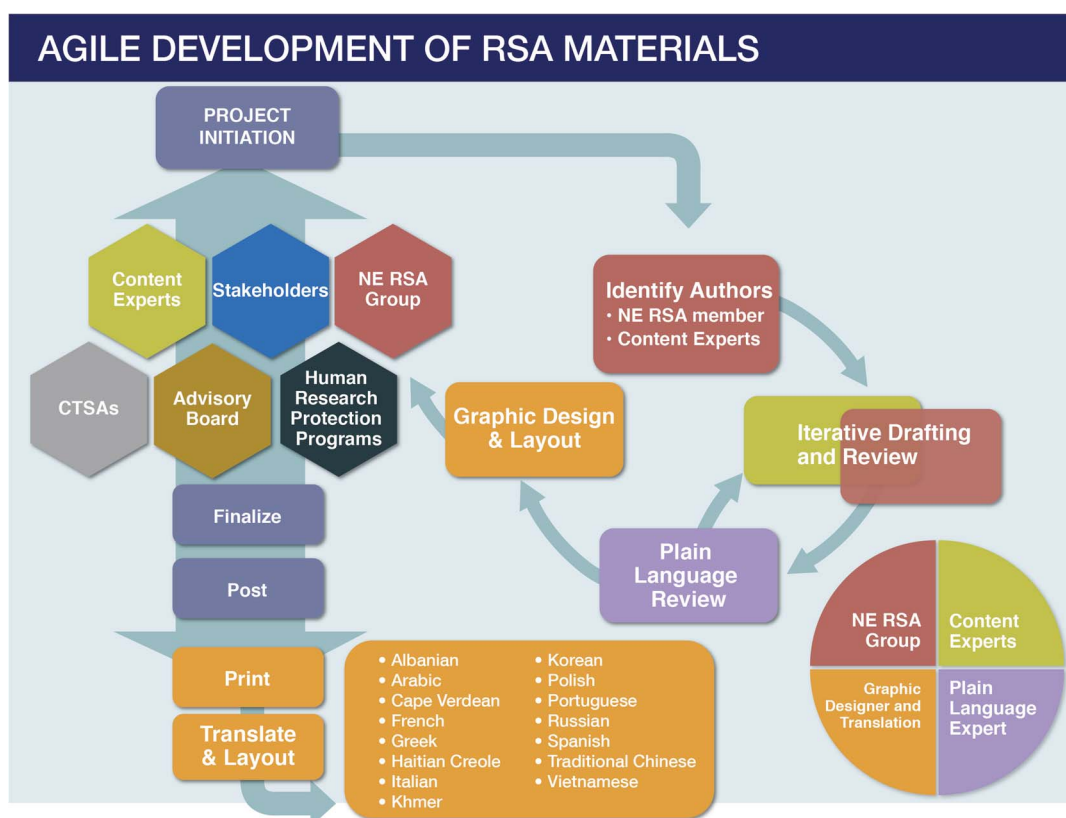 AGILE DEVELOPMENT OF RSA MATERIALS
PROJECT
INITIATION
Content
Experts
Stakeholders
NE RSA
Group
CTSAs
Advisory
Board
Human
Research
Protection
Programs
Identify Authors
• NE RSA member
• Content Experts
Iterative Drafting
and Review
Plain
Language
Review
Graphic Design
& Layout
Finalize
Post
Print
Translate
& Layout
• Albanian
• Arabic
• Cape Verdean
• French
• Greek
• Haitian Creole
• Italian
• Khmer
• Korean
• Polish
• Portuguese
• Russian
• Spanish
• Traditional Chinese
• Vietnamese
NE RSA
Group
Content
Experts
Graphic
Designer and
Translation
Plain
Language
Expert